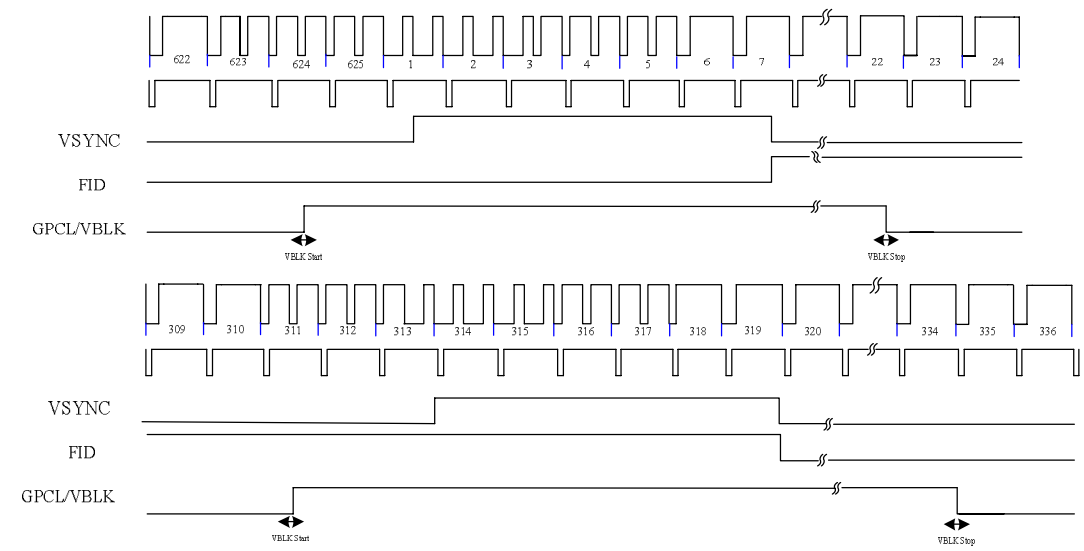 622 623 624 625 1 2 3 4 5 6 7 22 23 24
VSYNC
FID
GPCL/VBLK
VBLK Start VBLK Stop
309 310 311 312 313 314 315 316 317 318 319 320 334 335 336
VSYNC
FID
GPCL/VBLK
VBLK Start VBLK Stop